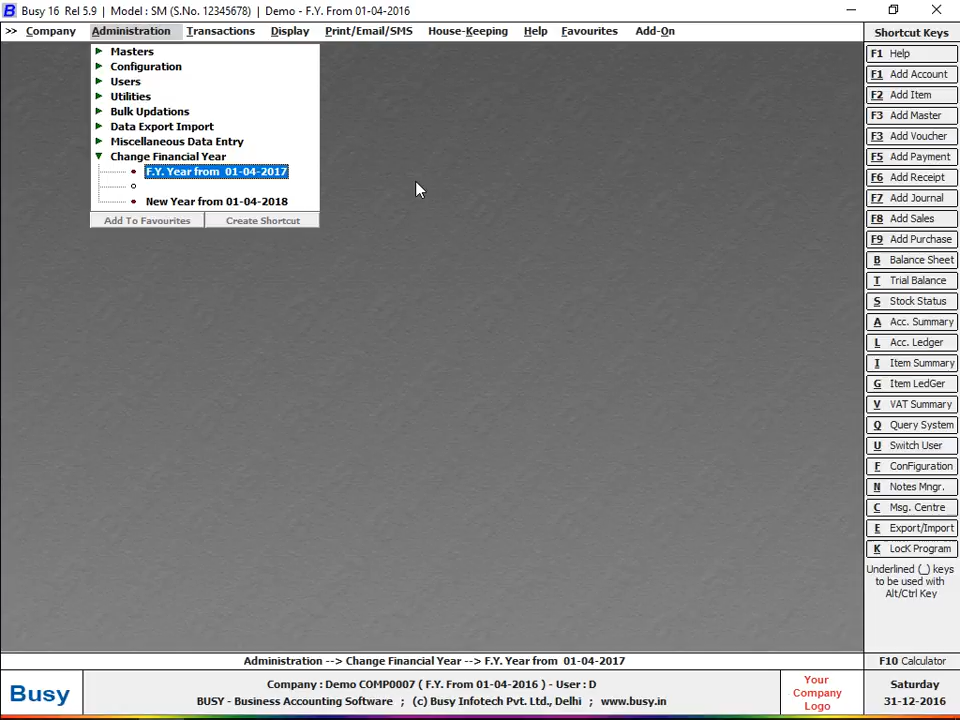 Busy 16 Rel 5.9 | Model : SM (S.No. 12345678) | Demo - F.Y. From 01-04-2016
>> Company Administration Transactions Display Print/Email/SMS House-Keeping Help Favourites Add-On
Masters
Configuration
Users
Utilities
Bulk Updations
Data Export Import
Miscellaneous Data Entry
Change Financial Year
F.Y. Year from 01-04-2017
New Year from 01-04-2018
Add To Favourites Create Shortcut
Shortcut Keys
F1 Help
F1 Add Account
F2 Add Item
F3 Add Master
F3 Add Voucher
F5 Add Payment
F6 Add Receipt
F7 Add Journal
F8 Add Sales
F9 Add Purchase
B Balance Sheet
T Trial Balance
S Stock Status
A Acc. Summary
L Acc. Ledger
I Item Summary
G Item LedGer
V VAT Summary
Q Query System
U Switch User
F ConFiguration
N Notes Mngr.
C Msg. Centre
E Export/Import
K LocK Program
Underlined (_) keys
to be used with
Alt/Ctrl Key
F10 Calculator
Administration --> Change Financial Year --> F.Y. Year from 01-04-2017
Busy
Company : Demo COMP0007 ( F.Y. From 01-04-2016 ) - User : D
BUSY - Business Accounting Software ; (c) Busy Infotech Pvt. Ltd., Delhi ; www.busy.in
Your
Company
Logo
Saturday
31-12-2016